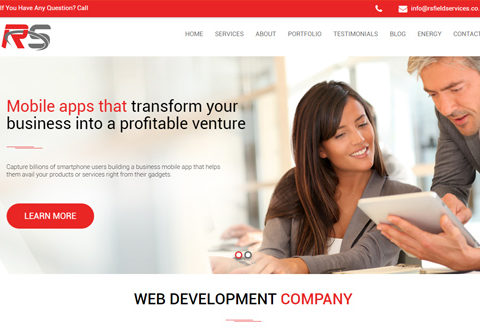 If You Have Any Question? Call
info@rsfieldservices.co.
RS
HOME SERVICES ABOUT PORTFOLIO TESTIMONIALS BLOG ENERGY CONTACT
Mobile apps that transform your
business into a profitable venture
Capture billions of smartphone users building a business mobile app that helps
them avail your products or services right from their gadgets.
LEARN MORE
WEB DEVELOPMENT COMPANY